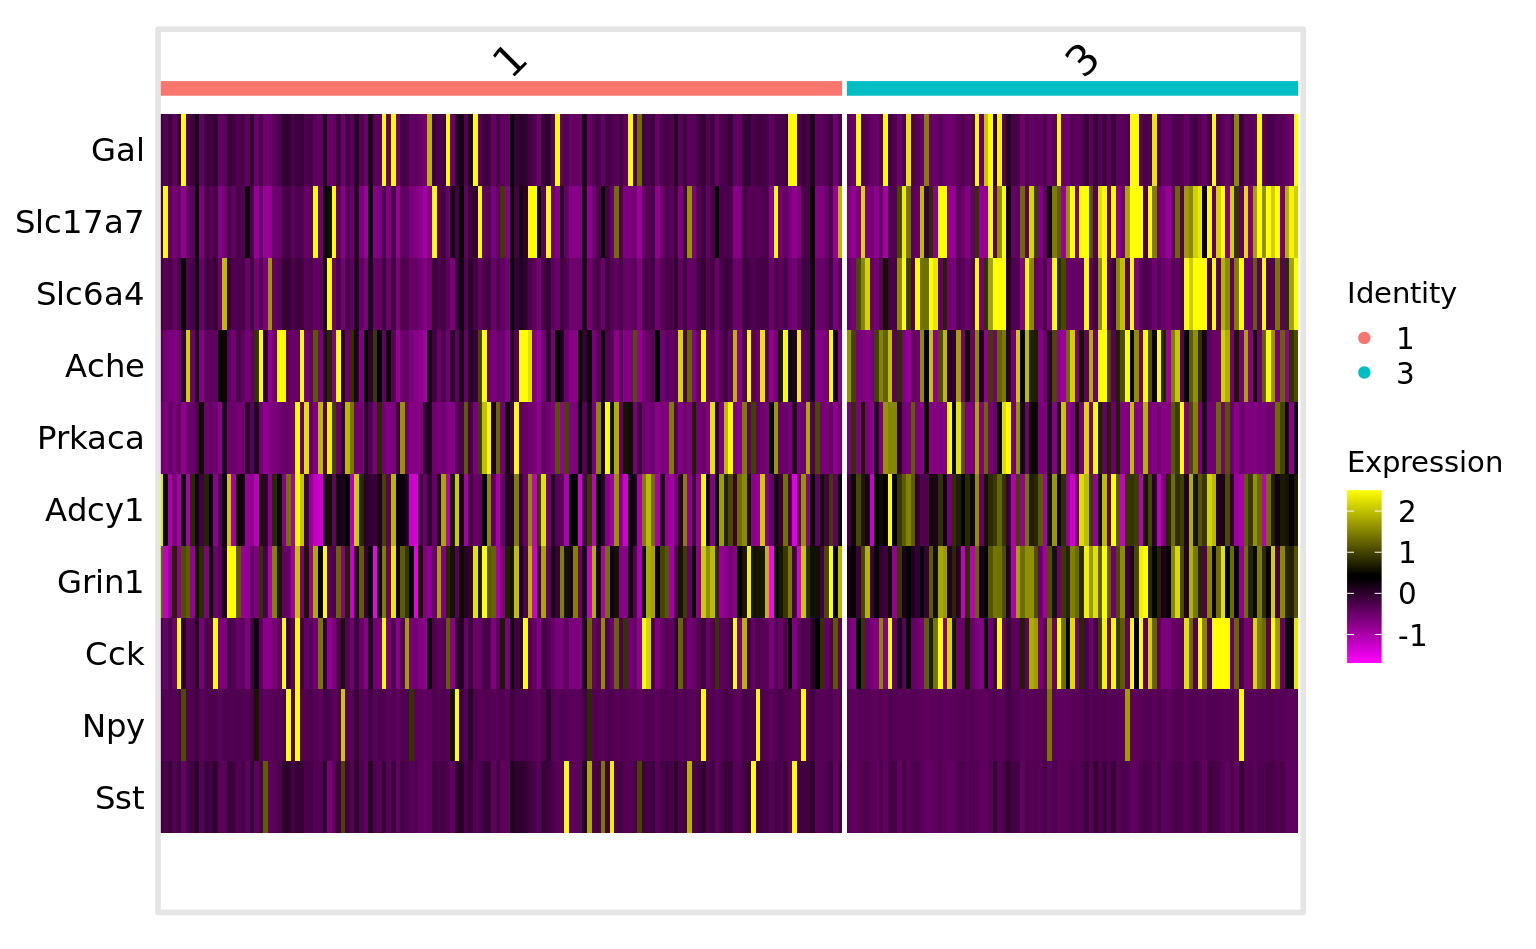 1
3
Gal
Slc17a7
Slc6a4
Ache
Prkaca
Adcy1
Grin1
Cck
Npy
Sst
Identity
1
3
Expression
2
1
0
-1